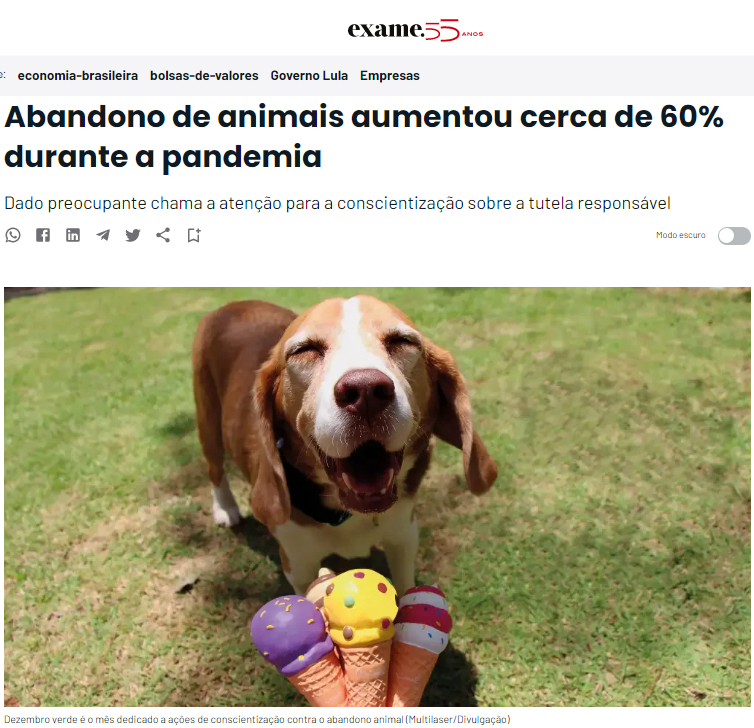 exame.55 ANOS
economia-brasileira bolsas-de-valores Governo Lula Empresas
Abandono de animais aumentou cerca de 60%
durante a pandemia
Dado preocupante chama a atenção para a conscientização sobre a tutela responsável
Modo escuro
Dezembro verde é o mês dedicado a ações de conscientização contra o abandono animal (Multilaser/Divulgação)